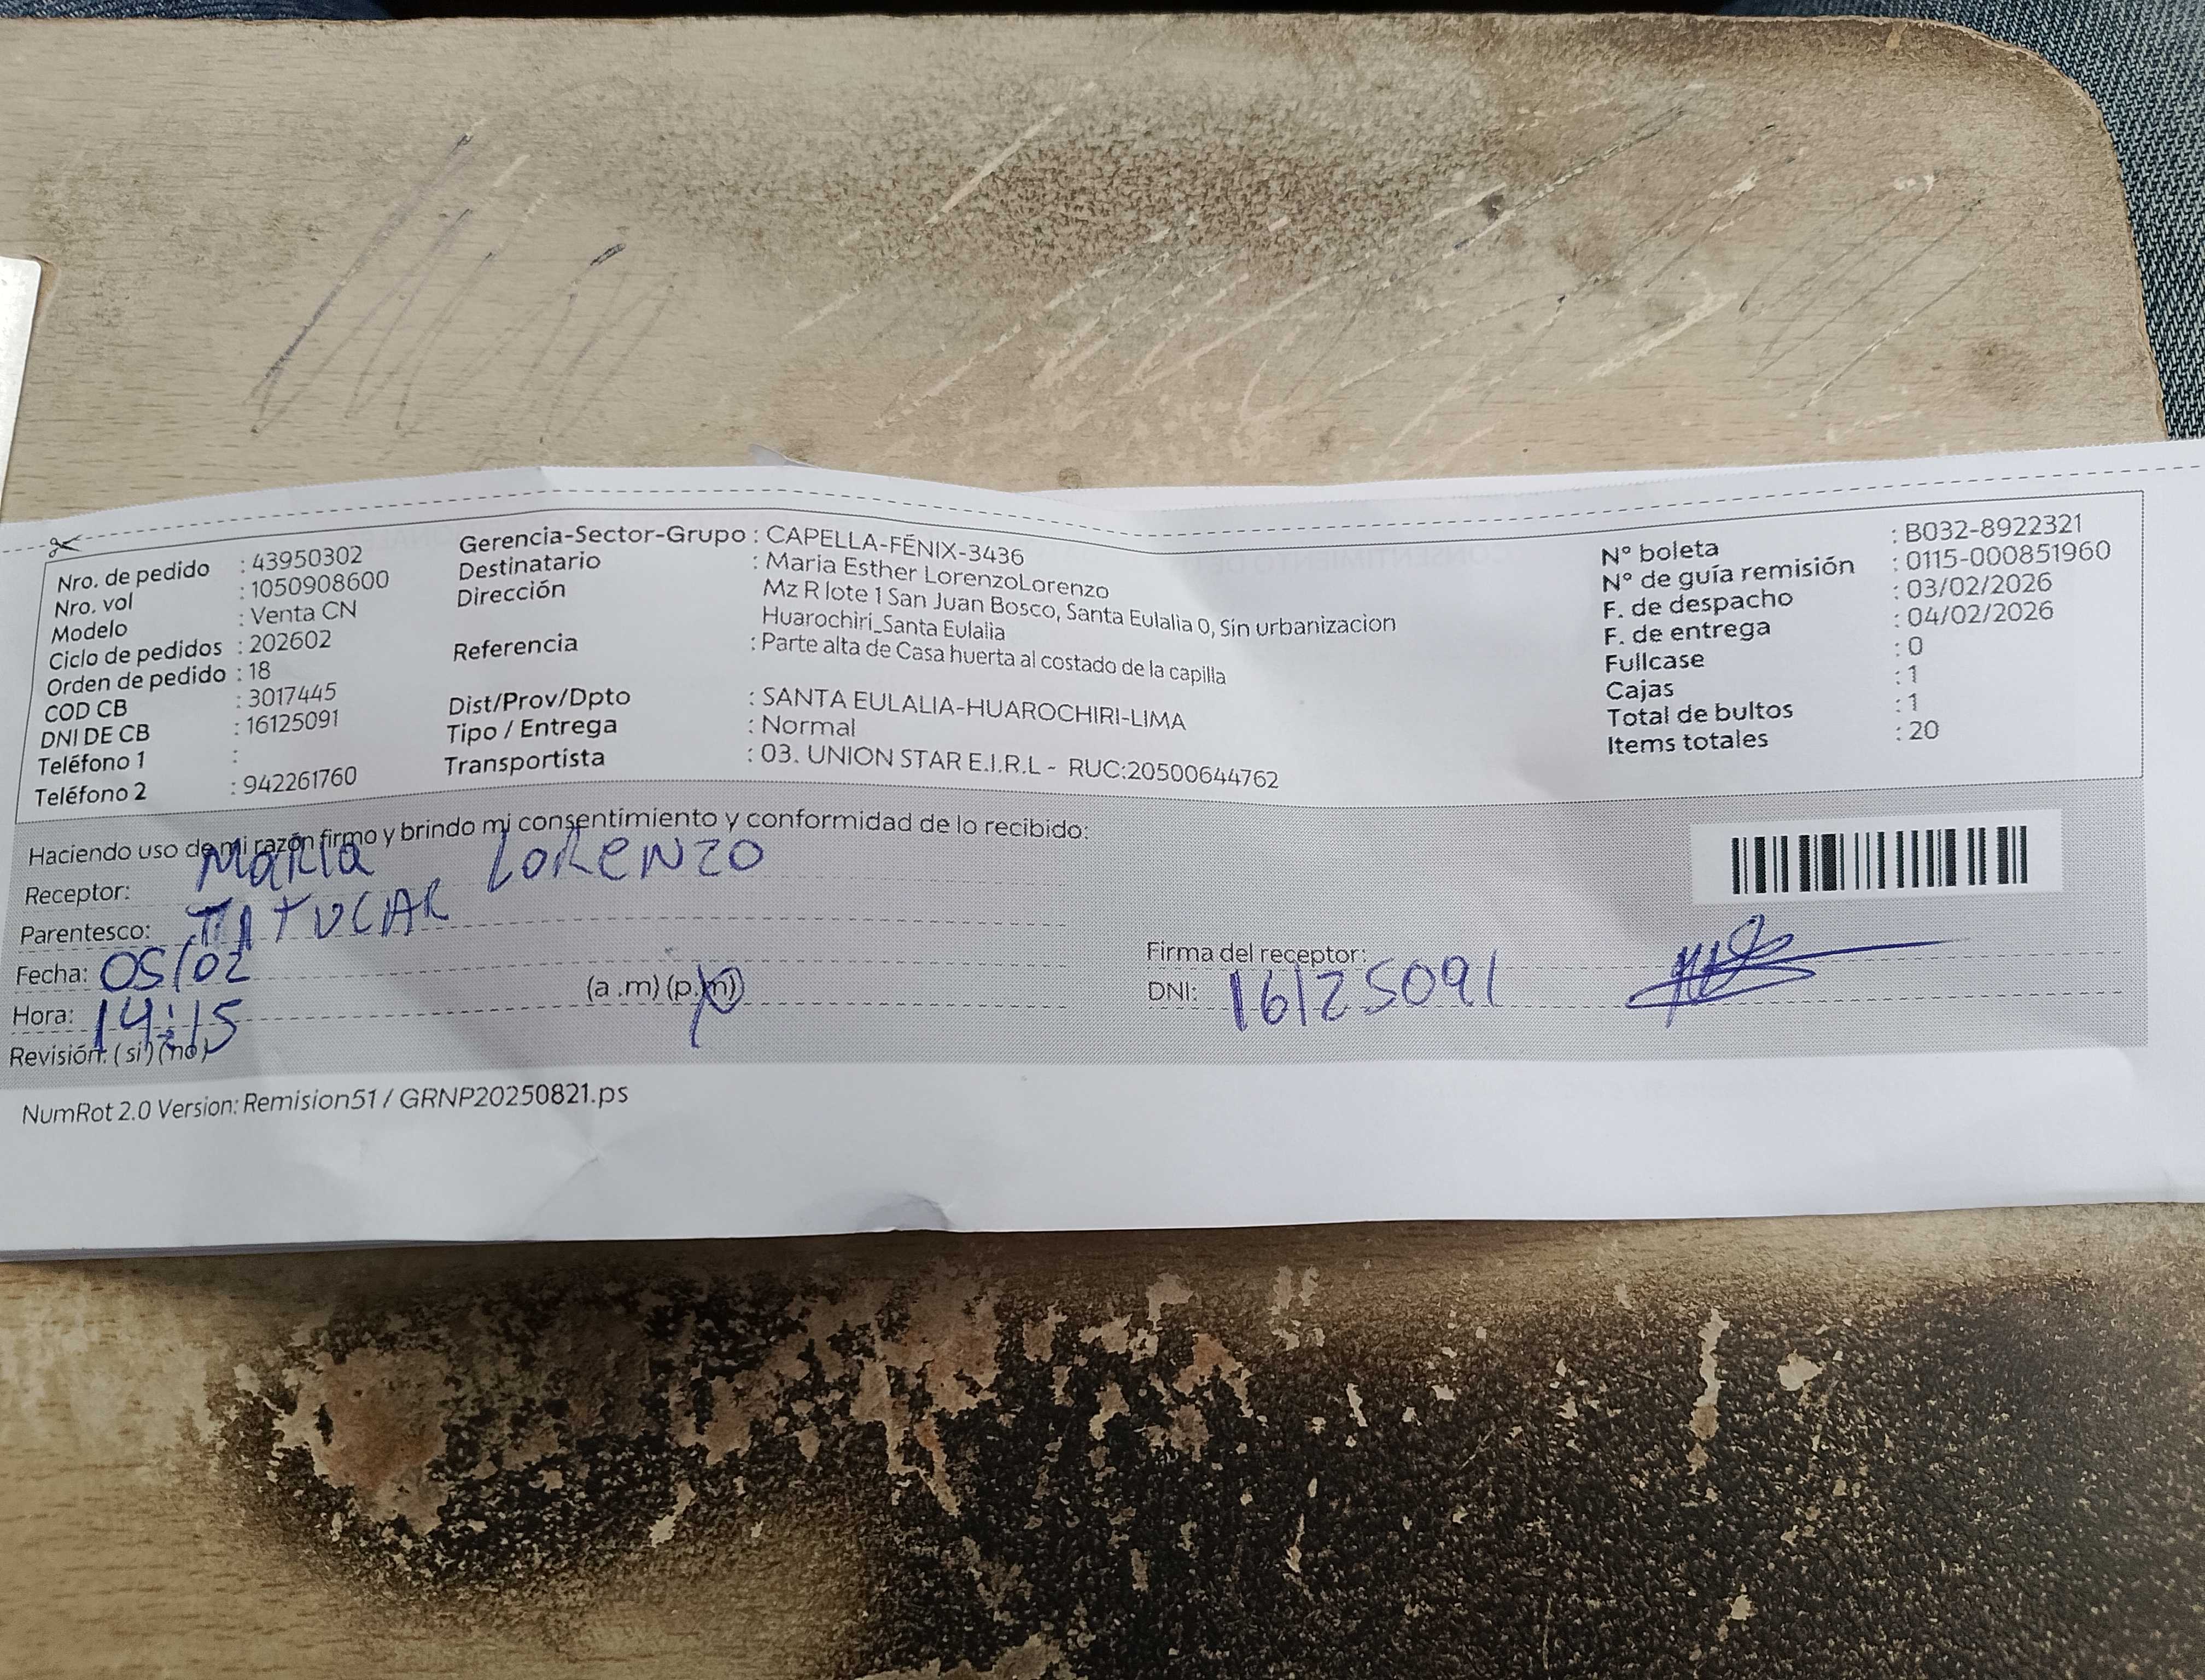 Nro. de pedido : 43950302
Nro. vol : 1050908600
Modelo : Venta CN
Ciclo de pedidos : 202602
Orden de pedido : 18
COD CB : 3017445
DNI DE CB : 16125091
Teléfono 1 :
Teléfono 2 : 942261760
Gerencia-Sector-Grupo : CAPELLA-FÉNIX-3436
Destinatario : Maria Esther LorenzoLorenzo
Dirección Mz R lote 1 San Juan Bosco, Santa Eulalia 0, Sin urbanizacion
Huarochirí_Santa Eulalia
Referencia : Parte alta de Casa huerta al costado de la capilla
Dist/Prov/Dpto : SANTA EULALIA-HUAROCHIRI-LIMA
Tipo / Entrega : Normal
Transportista : 03. UNION STAR E.I.R.L - RUC:20500644762
N° boleta : B032-8922321
N° de guía remisión : 0115-000851960
F. de despacho : 03/02/2026
F. de entrega : 04/02/2026
Fullcase : 0
Cajas : 1
Total de bultos : 1
Items totales : 20
Haciendo uso de mi razón firmo y brindo mi consentimiento y conformidad de lo recibido:
Receptor: MaRIa LoReNZO
Parentesco: TITUCAR
Fecha: 05/02
Hora: 14:15 (a .m) (p.m)
Revisión: (si) (no)
Firma del receptor:
DNI: 16125091
NumRot 2.0 Version: Remision51 / GRNP20250821.ps